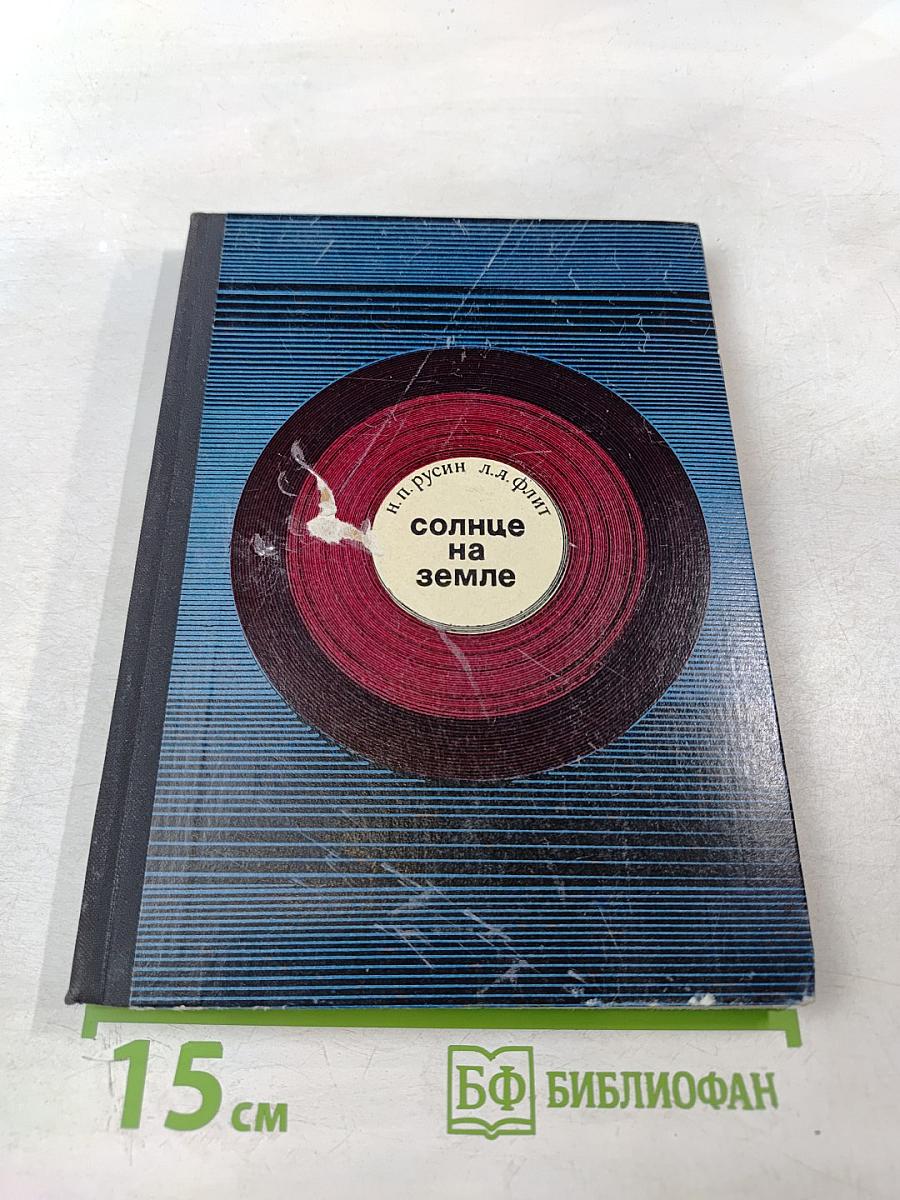 н. п. русин л. я. флит
солнце
на
земле
15 см
БФ БИБЛИОФАН